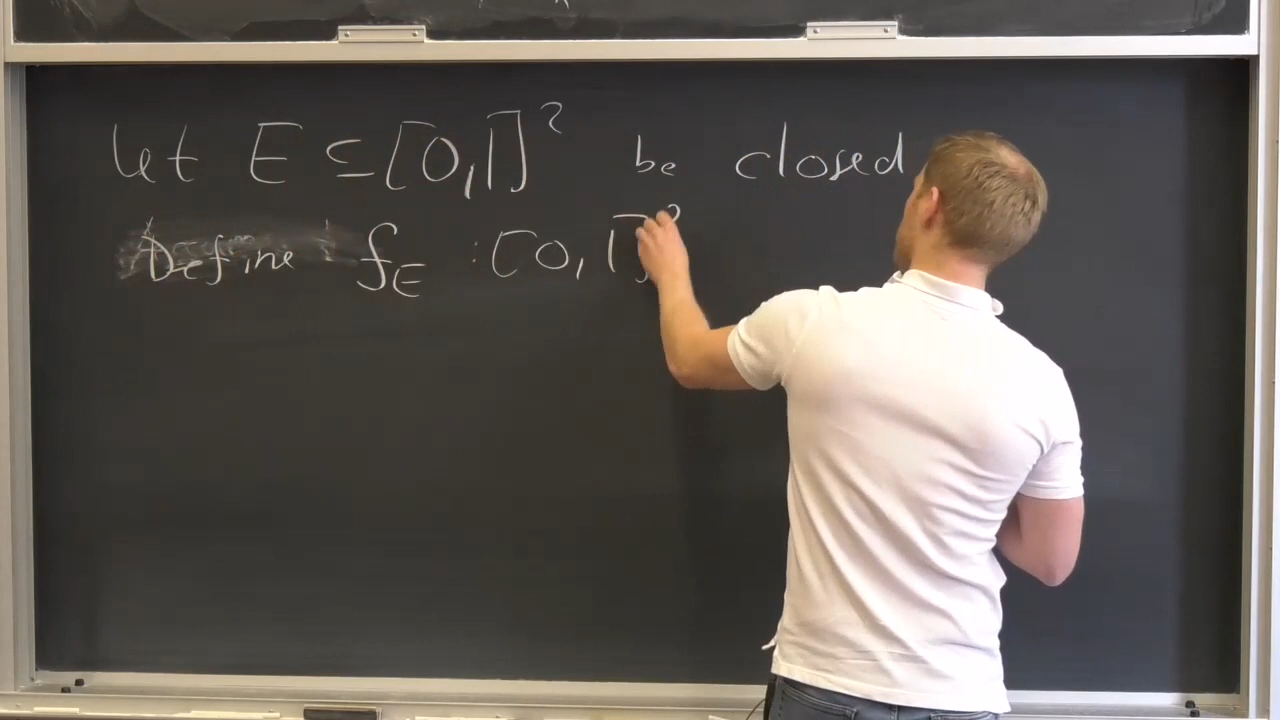 let E ⊆ [0,1]² be closed
Define f_E : [0,1]²